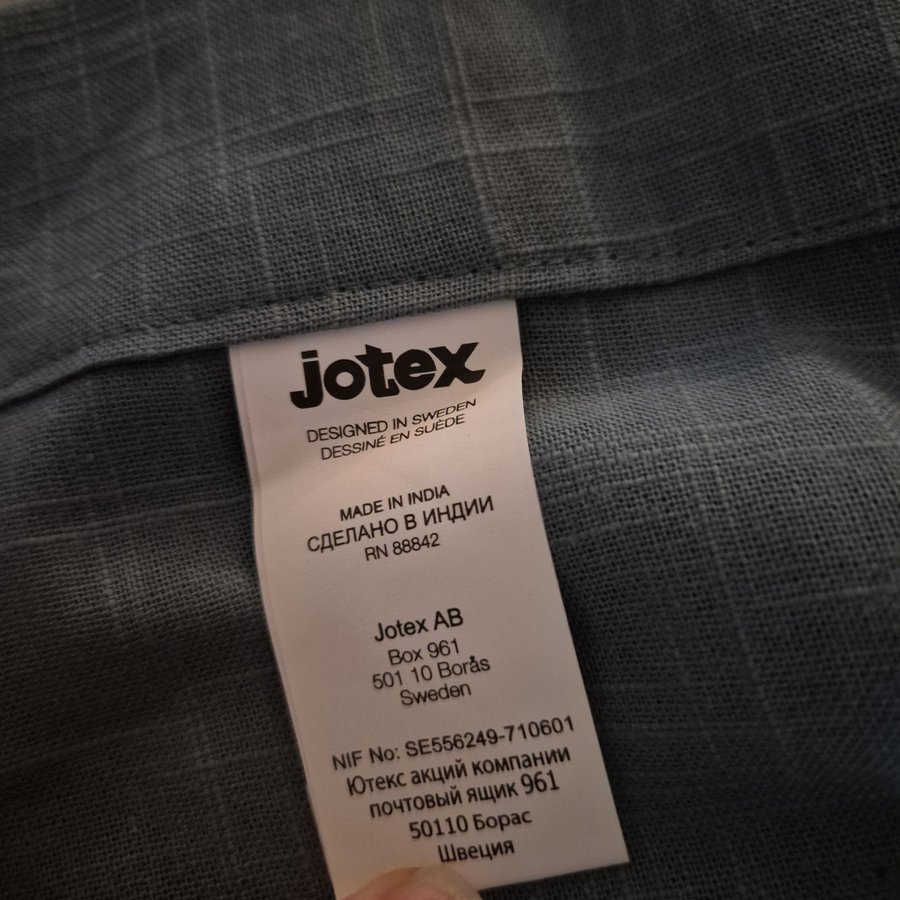 jotex
DESIGNED IN SWEDEN
DESSINÉ EN SUÈDE
MADE IN INDIA
СДЕЛАНО В ИНДИИ
RN 88842
Jotex AB
Box 961
501 10 Borås
Sweden
NIF No: SE556249-710601
Ютекс акций компании
почтовый ящик 961
50110 Борас
Швеция